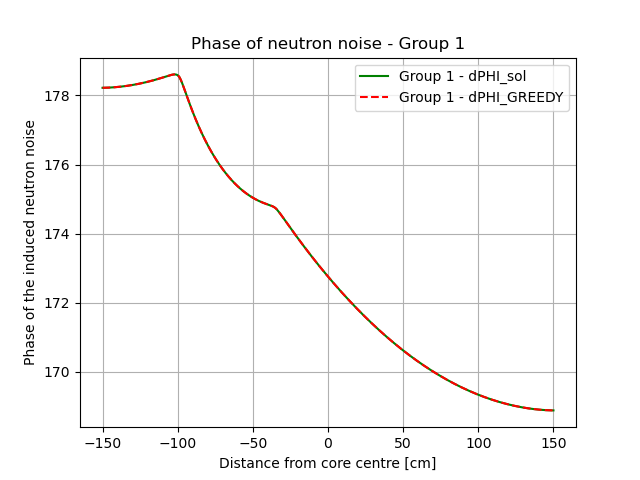 Phase of neutron noise - Group 1
Group 1 - dPHI_sol
Group 1 - dPHI_GREEDY
Phase of the induced neutron noise
178
176
174
172
170
−150
−100
−50
0
50
100
150
Distance from core centre [cm]